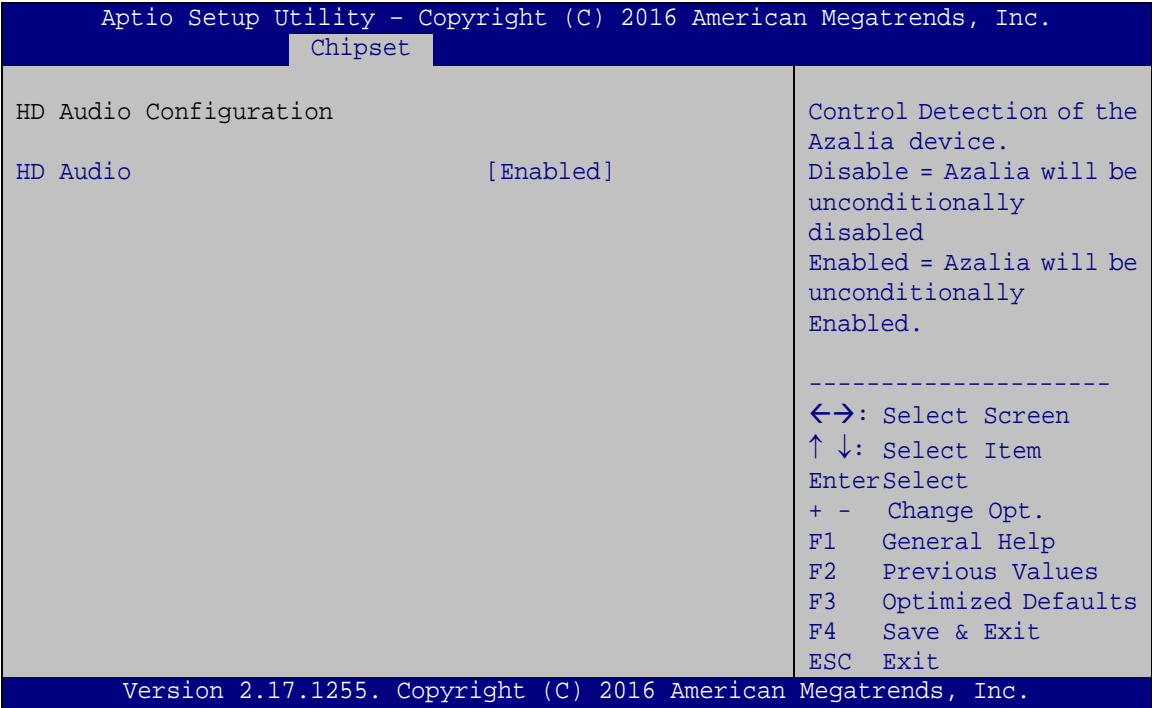 Aptio Setup Utility – Copyright (C) 2016 American Megatrends, Inc.
Chipset
HD Audio Configuration
HD Audio [Enabled]
Control Detection of the
Azalia device.
Disable = Azalia will be
unconditionally
disabled
Enabled = Azalia will be
unconditionally
Enabled.
---------------------
←→: Select Screen
↑ ↓: Select Item
EnterSelect
+ - Change Opt.
F1 General Help
F2 Previous Values
F3 Optimized Defaults
F4 Save & Exit
ESC Exit
Version 2.17.1255. Copyright (C) 2016 American Megatrends, Inc.